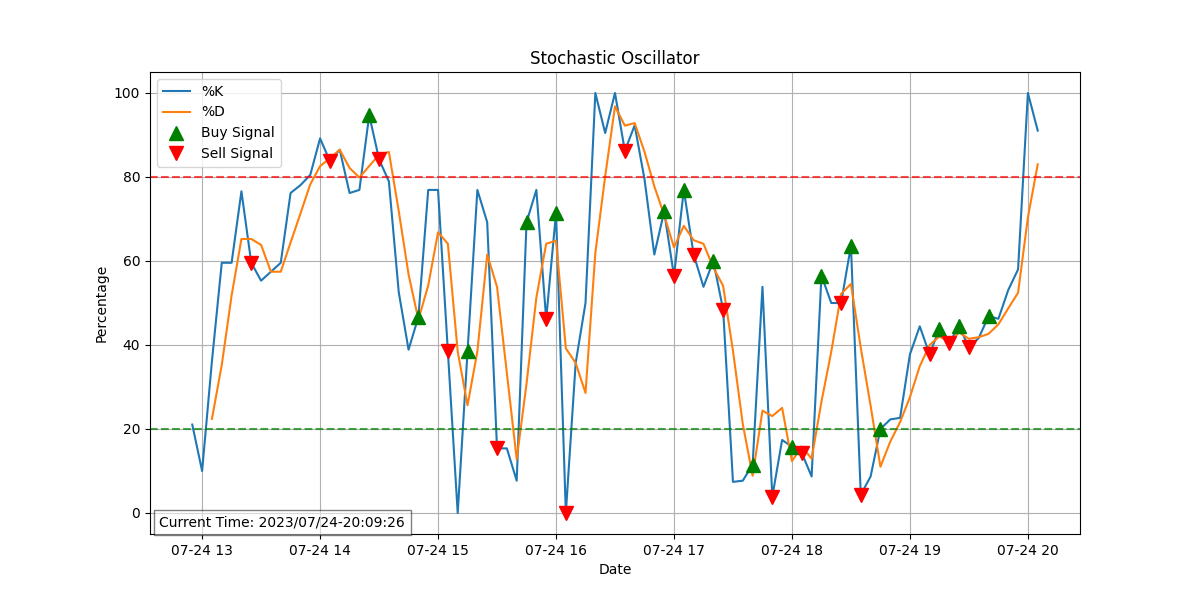 Stochastic Oscillator
%K
%D
Buy Signal
Sell Signal
Percentage
100
80
60
40
20
0
Current Time: 2023/07/24-20:09:26
07-24 13
07-24 14
07-24 15
07-24 16
07-24 17
07-24 18
07-24 19
07-24 20
Date